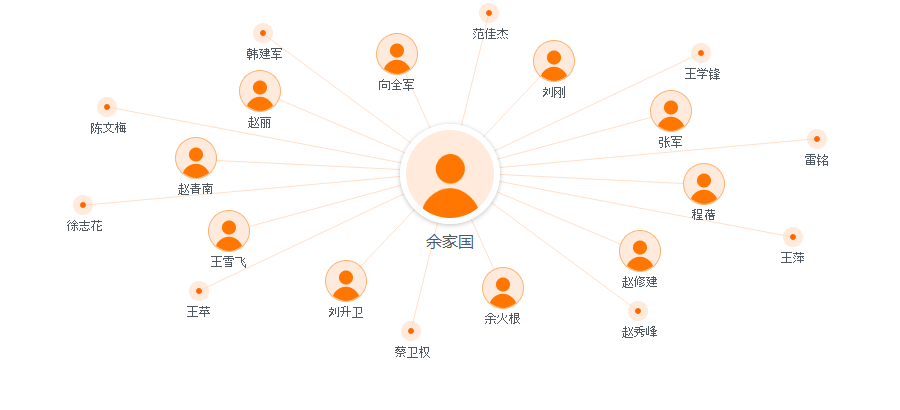 范佳杰
韩建军
向全军
王学锋
刘刚
赵丽
陈文梅
张军
雷铭
赵青南
程蓓
徐志花
余家国
王雪飞
王萍
赵修建
王苹
刘升卫
余火根
赵秀峰
蔡卫权